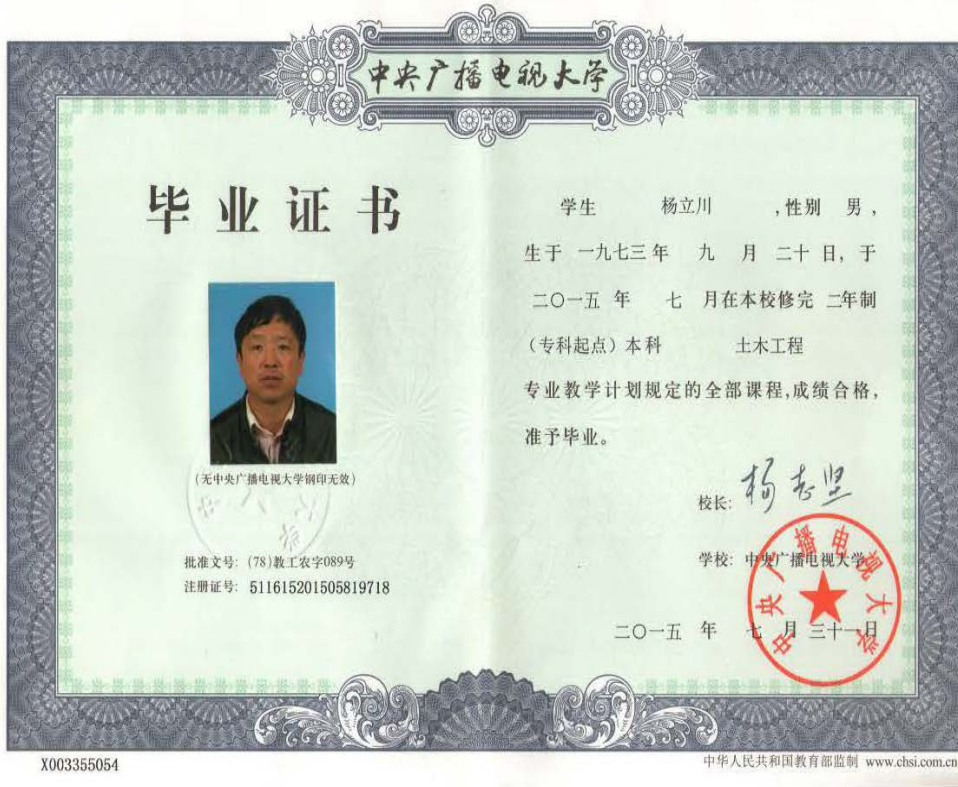 中央广播电视大学
毕业证书
(无中央广播电视大学钢印无效)
批准文号: (78)教工农字089号
注册证号: 511615201505819718
学生 杨立川 ,性别 男,
生于 一九七三 年 九 月 二十 日, 于
二〇一五 年 七 月在本校修完 二年制
(专科起点)本科 土木工程
专业教学计划规定的全部课程,成绩合格,
准予毕业。
校长: 杨志坚
学校: 中央广播电视大学
中央广播电视大学
二〇一五 年 七 月 三十一日
X003355054
中华人民共和国教育部监制 www.chsi.com.cn